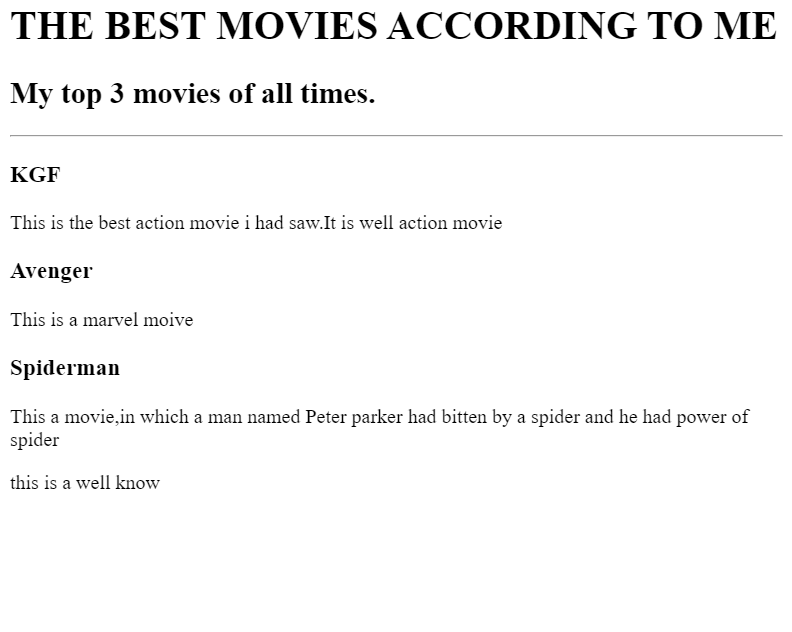 THE BEST MOVIES ACCORDING TO ME
My top 3 movies of all times.
KGF
This is the best action movie i had saw.It is well action movie
Avenger
This is a marvel moive
Spiderman
This a movie,in which a man named Peter parker had bitten by a spider and he had power of
spider
this is a well know